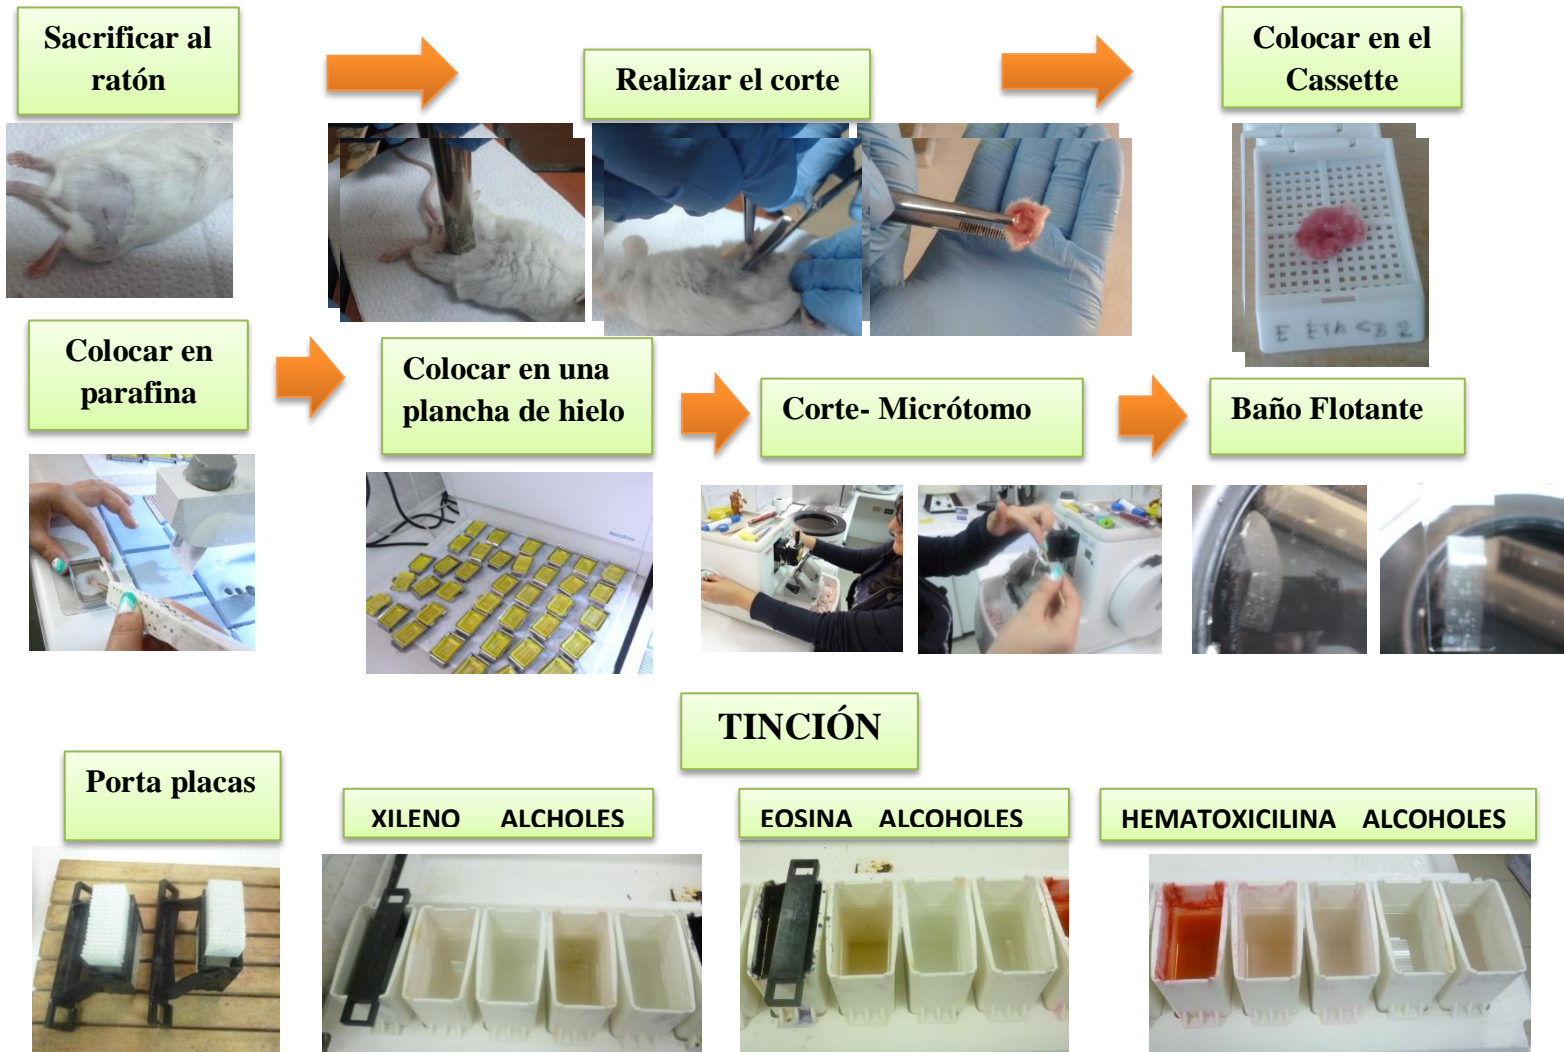 Sacrificar al
ratón
Realizar el corte
Colocar en el
Cassette
Colocar en
parafina
Colocar en una
plancha de hielo
Corte- Micrótomo
Baño Flotante
TINCIÓN
Porta placas
XILENO ALCHOLES
EOSINA ALCOHOLES
HEMATOXICILINA ALCOHOLES